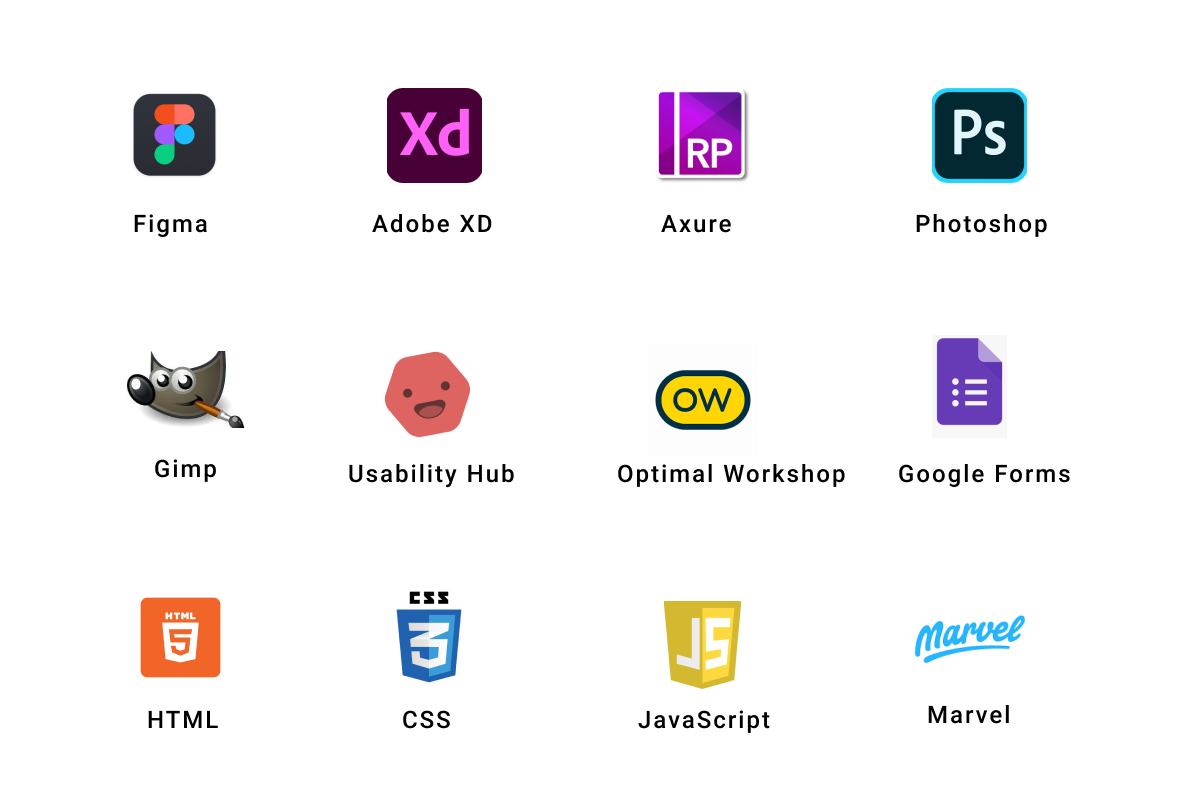 Xd
RP
Ps
Figma
Adobe XD
Axure
Photoshop
OW
Gimp
Usability Hub
Optimal Workshop
Google Forms
HTML
5
CSS
3
JS
Marvel
HTML
CSS
JavaScript
Marvel